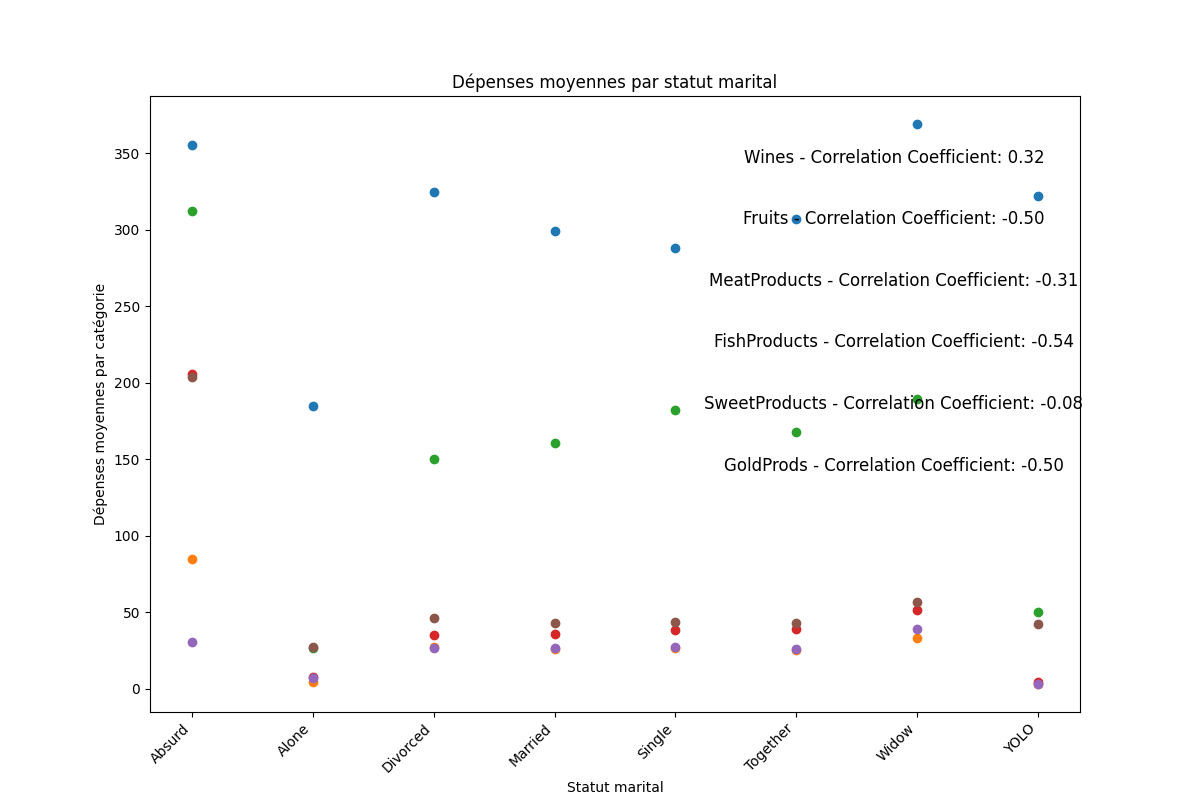 Dépenses moyennes par statut marital
Dépenses moyennes par catégorie
350
300
250
200
150
100
50
0
Wines - Correlation Coefficient: 0.32
Fruits - Correlation Coefficient: -0.50
MeatProducts - Correlation Coefficient: -0.31
FishProducts - Correlation Coefficient: -0.54
SweetProducts - Correlation Coefficient: -0.08
GoldProds - Correlation Coefficient: -0.50
Absurd
Alone
Divorced
Married
Single
Together
Widow
YOLO
Statut marital